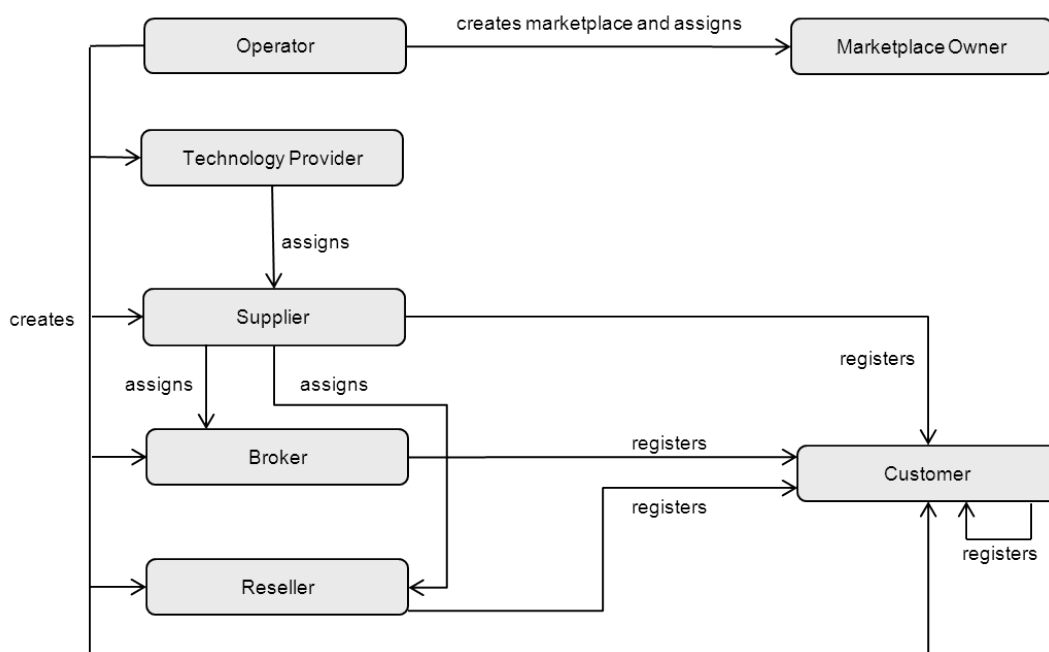 creates marketplace and assigns
Operator
Marketplace Owner
Technology Provider
assigns
Supplier
creates
registers
assigns
assigns
registers
Broker
Customer
registers
registers
Reseller